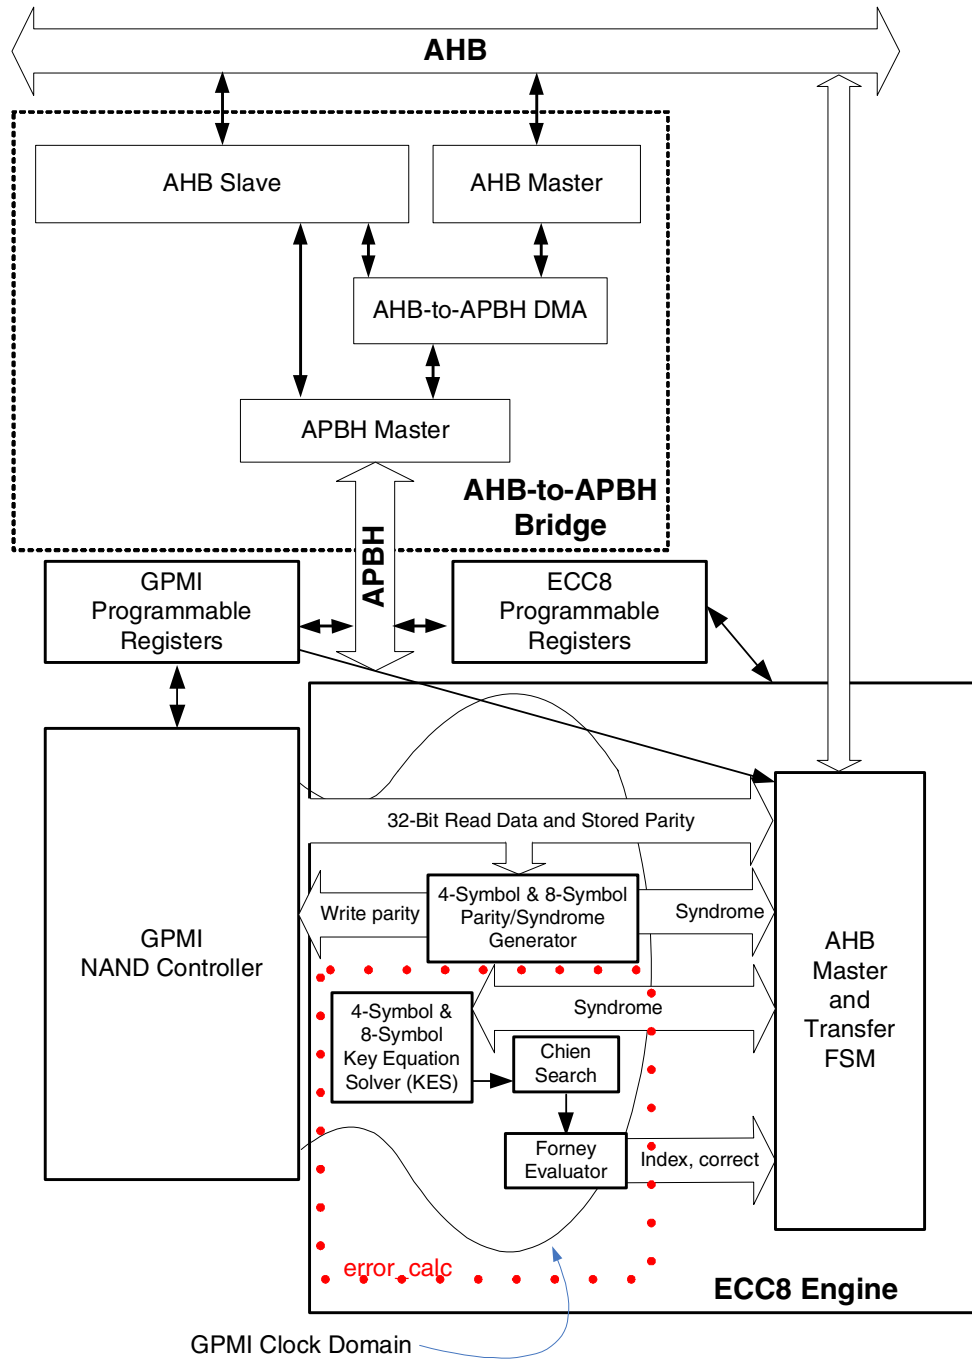 AHB
AHB Slave
AHB Master
AHB-to-APBH DMA
APBH Master
AHB-to-APBH
Bridge
APBH
GPMI
Programmable
Registers
ECC8
Programmable
Registers
32-Bit Read Data and Stored Parity
4-Symbol & 8-Symbol
Parity/Syndrome
Generator
Write parity
Syndrome
GPMI
NAND Controller
AHB
Master
and
Transfer
FSM
Syndrome
4-Symbol &
8-Symbol
Key Equation
Solver (KES)
Chien
Search
Forney
Evaluator
Index, correct
error_calc
ECC8 Engine
GPMI Clock Domain